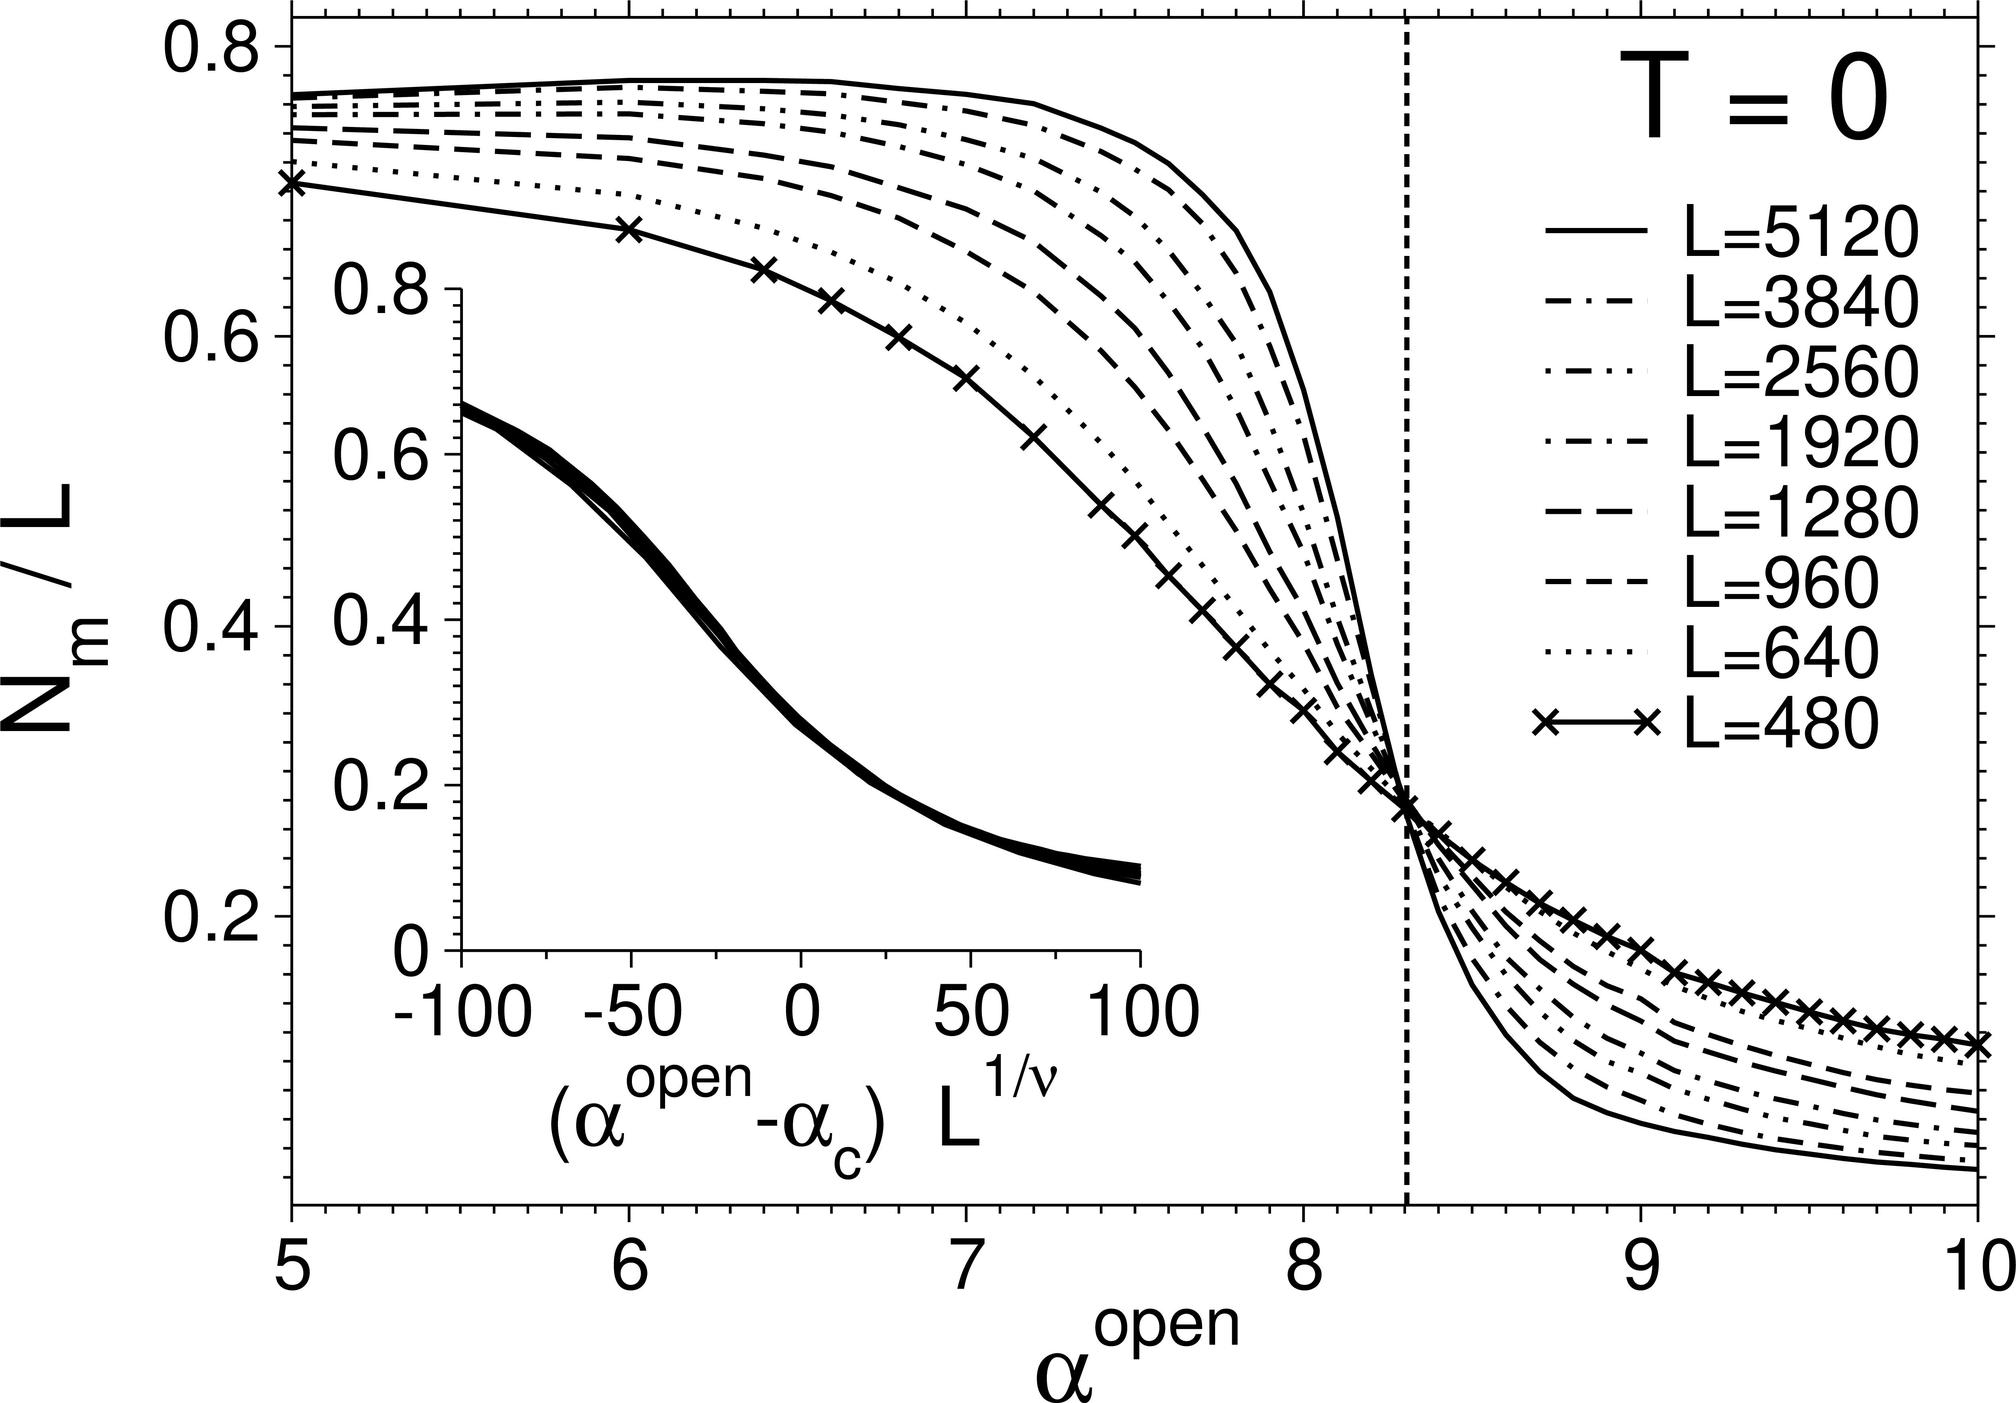 0.8
0.6
0.4
0.2
N_m / L
T = 0
L=5120
L=3840
L=2560
L=1920
L=1280
L=960
L=640
L=480
0.8
0.6
0.4
0.2
0
-100 -50 0 50 100
(α^open -α_c) L^1/ν
5 6 7 8 9 10
α^open